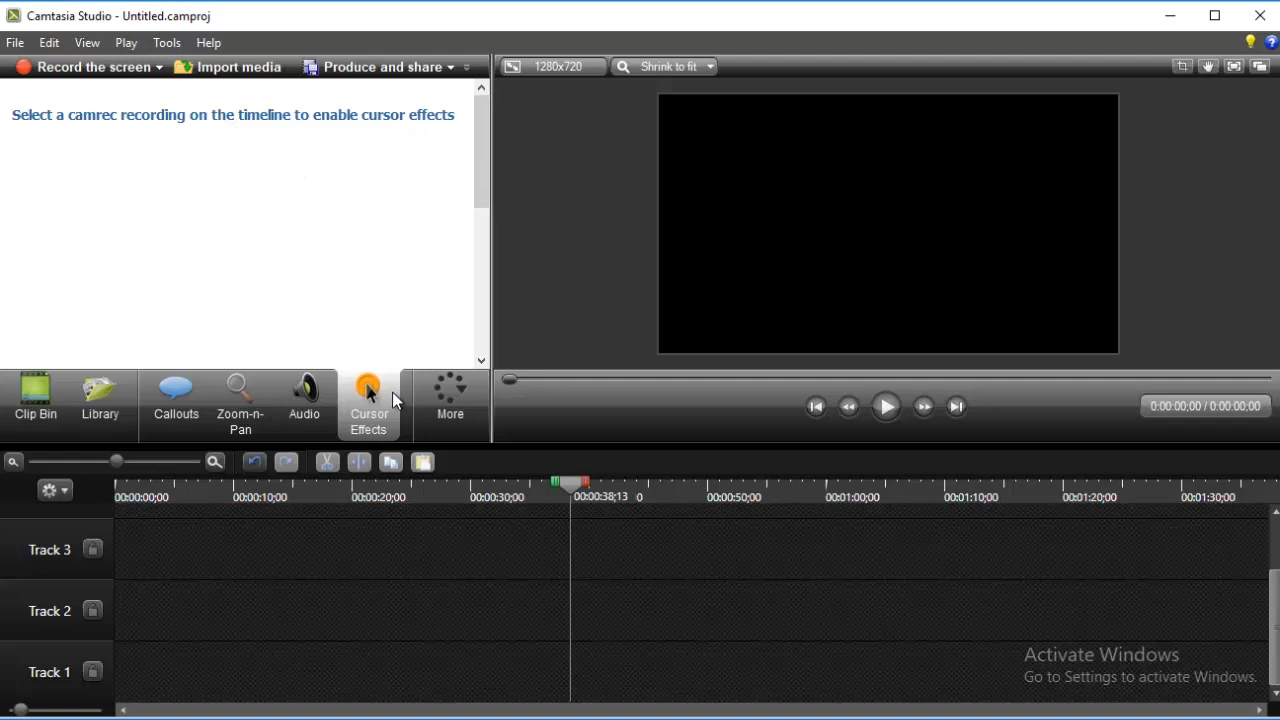 Camtasia Studio - Untitled.camproj
File Edit View Play Tools Help
Record the screen Import media Produce and share
1280x720 Shrink to fit
Select a camrec recording on the timeline to enable cursor effects
Clip Bin Library Callouts Zoom-n-Pan Audio Cursor Effects More
0:00:00;00 / 0:00:00;00
00:00:00;00 00:00:10;00 00:00:20;00 00:00:30;00 00:00:38;13 0 00:00:50;00 00:01:00;00 00:01:10;00 00:01:20;00 00:01:30;00
Track 3
Track 2
Track 1
Activate Windows
Go to Settings to activate Windows.